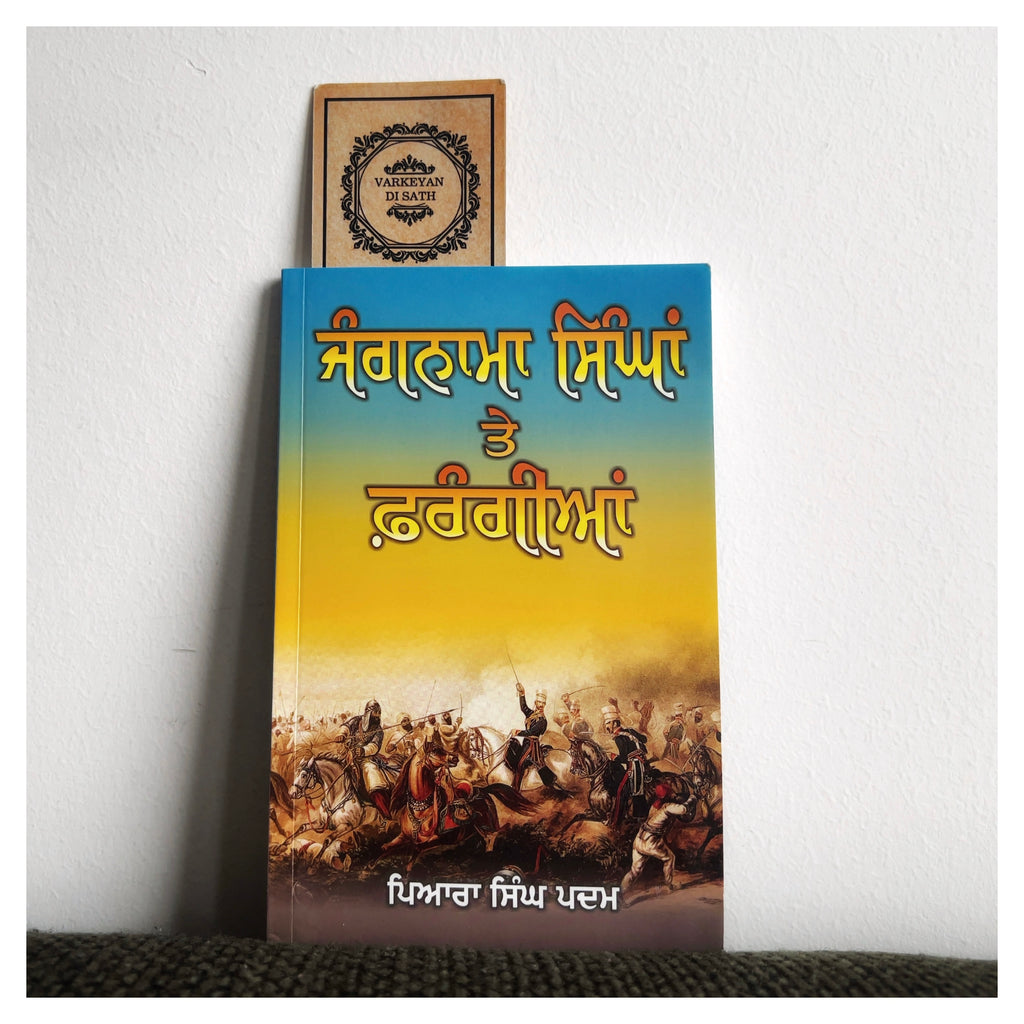 VARKEYAN
DI SATH
ਜੰਗਨਾਮਾ ਸਿੰਘਾਂ
ਤੇ
ਫ਼ਰੰਗੀਆਂ
ਪਿਆਰਾ ਸਿੰਘ ਪਦਮ